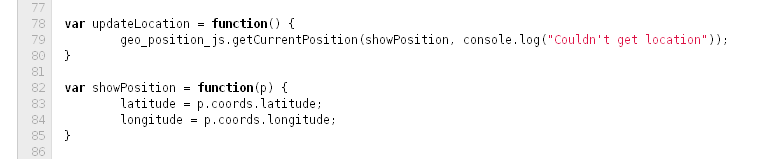 77
78 var updateLocation = function() {
79 geo_position_js.getCurrentPosition(showPosition, console.log("Couldn't get location"));
80 }
81
82 var showPosition = function(p) {
83 latitude = p.coords.latitude;
84 longitude = p.coords.longitude;
85 }
86